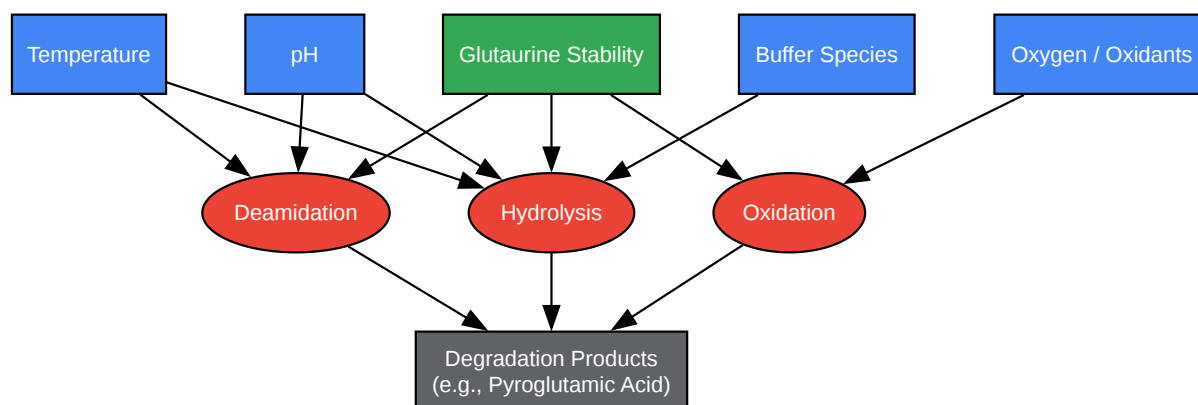 Temperature
pH
Glutaurine Stability
Buffer Species
Oxygen / Oxidants
Deamidation
Hydrolysis
Oxidation
Degradation Products
(e.g., Pyroglutamic Acid)